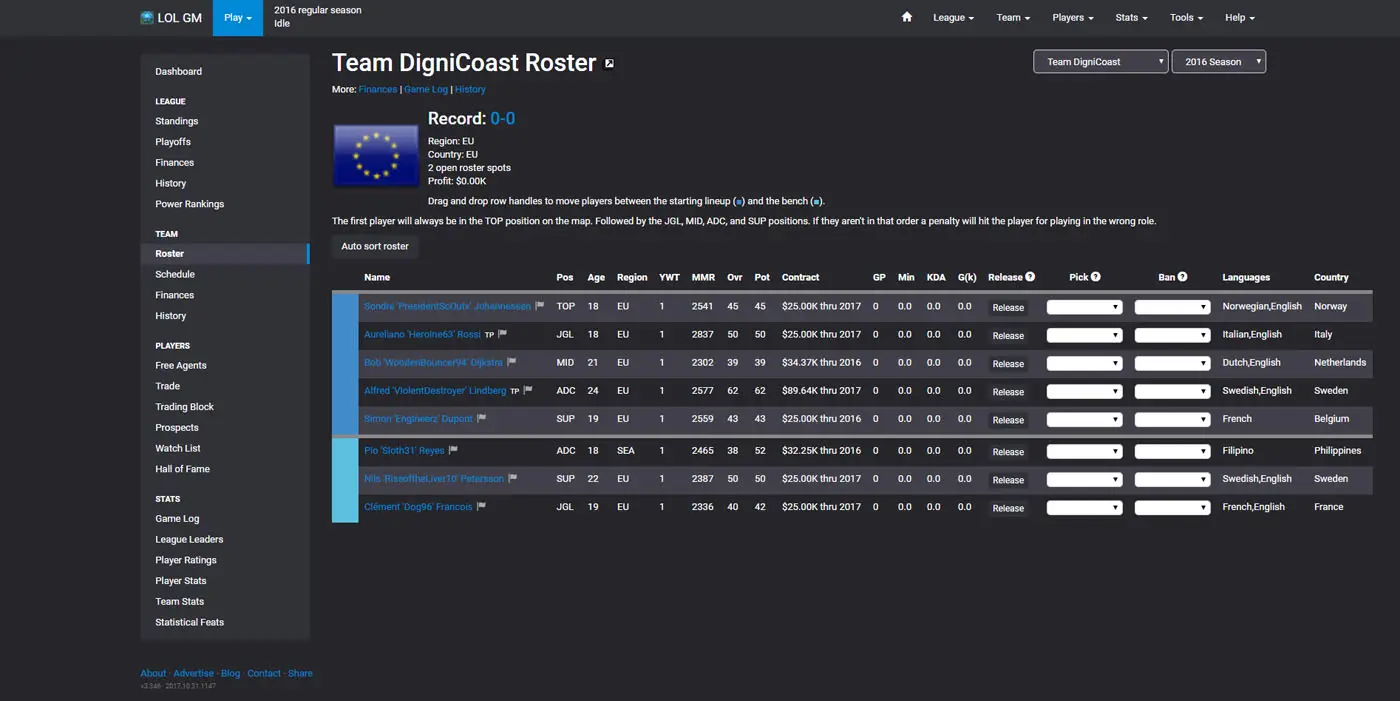 LOL GM Play 2016 regular season League Team Players Stats Tools Help
Idle
Dashboard
LEAGUE
Standings
Playoffs
Finances
History
Power Rankings
TEAM
Roster
Schedule
Finances
History
PLAYERS
Free Agents
Trade
Trading Block
Prospects
Watch List
Hall of Fame
STATS
Game Log
League Leaders
Player Ratings
Player Stats
Team Stats
Statistical Feats
About · Advertise · Blog · Contact · Share
v3.346 · 2017.10.31.1147
Team DigniCoast Roster Team DigniCoast 2016 Season
More: Finances | Game Log | History
Record: 0-0
Region: EU
Country: EU
2 open roster spots
Profit: $0.00K
Drag and drop row handles to move players between the starting lineup (■) and the bench (■).
The first player will always be in the TOP position on the map. Followed by the JGL, MID, ADC, and SUP positions. If they aren't in that order a penalty will hit the player for playing in the wrong role.
Auto sort roster
Name Pos Age Region YWT MMR Ovr Pot Contract GP Min KDA G(k) Release ? Pick ? Ban ? Languages Country
Sondre 'PresidentSciOutx' Johannessen TOP 18 EU 1 2541 45 45 $25.00K thru 2017 0 0.0 0.0 0.0 Release Norwegian,English Norway
Aureliano 'Heroine63' Rossi TP JGL 18 EU 1 2837 50 50 $25.00K thru 2017 0 0.0 0.0 0.0 Release Italian,English Italy
Bob 'WoodenBouncer94' Dijkstra MID 21 EU 1 2302 39 39 $34.37K thru 2016 0 0.0 0.0 0.0 Release Dutch,English Netherlands
Alfred 'ViolentDestroyer' Lindberg TP ADC 24 EU 1 2577 62 62 $89.64K thru 2017 0 0.0 0.0 0.0 Release Swedish,English Sweden
Simon 'Engineerz' Dupont SUP 19 EU 1 2559 43 43 $25.00K thru 2016 0 0.0 0.0 0.0 Release French Belgium
Pio 'Sloth31' Reyes ADC 18 SEA 1 2465 38 52 $32.25K thru 2016 0 0.0 0.0 0.0 Release Filipino Philippines
Nils 'RiseoftheLiver10' Petersson SUP 22 EU 1 2387 50 50 $25.00K thru 2017 0 0.0 0.0 0.0 Release Swedish,English Sweden
Clément 'Dog96' Francois JGL 19 EU 1 2336 40 42 $25.00K thru 2017 0 0.0 0.0 0.0 Release French,English France